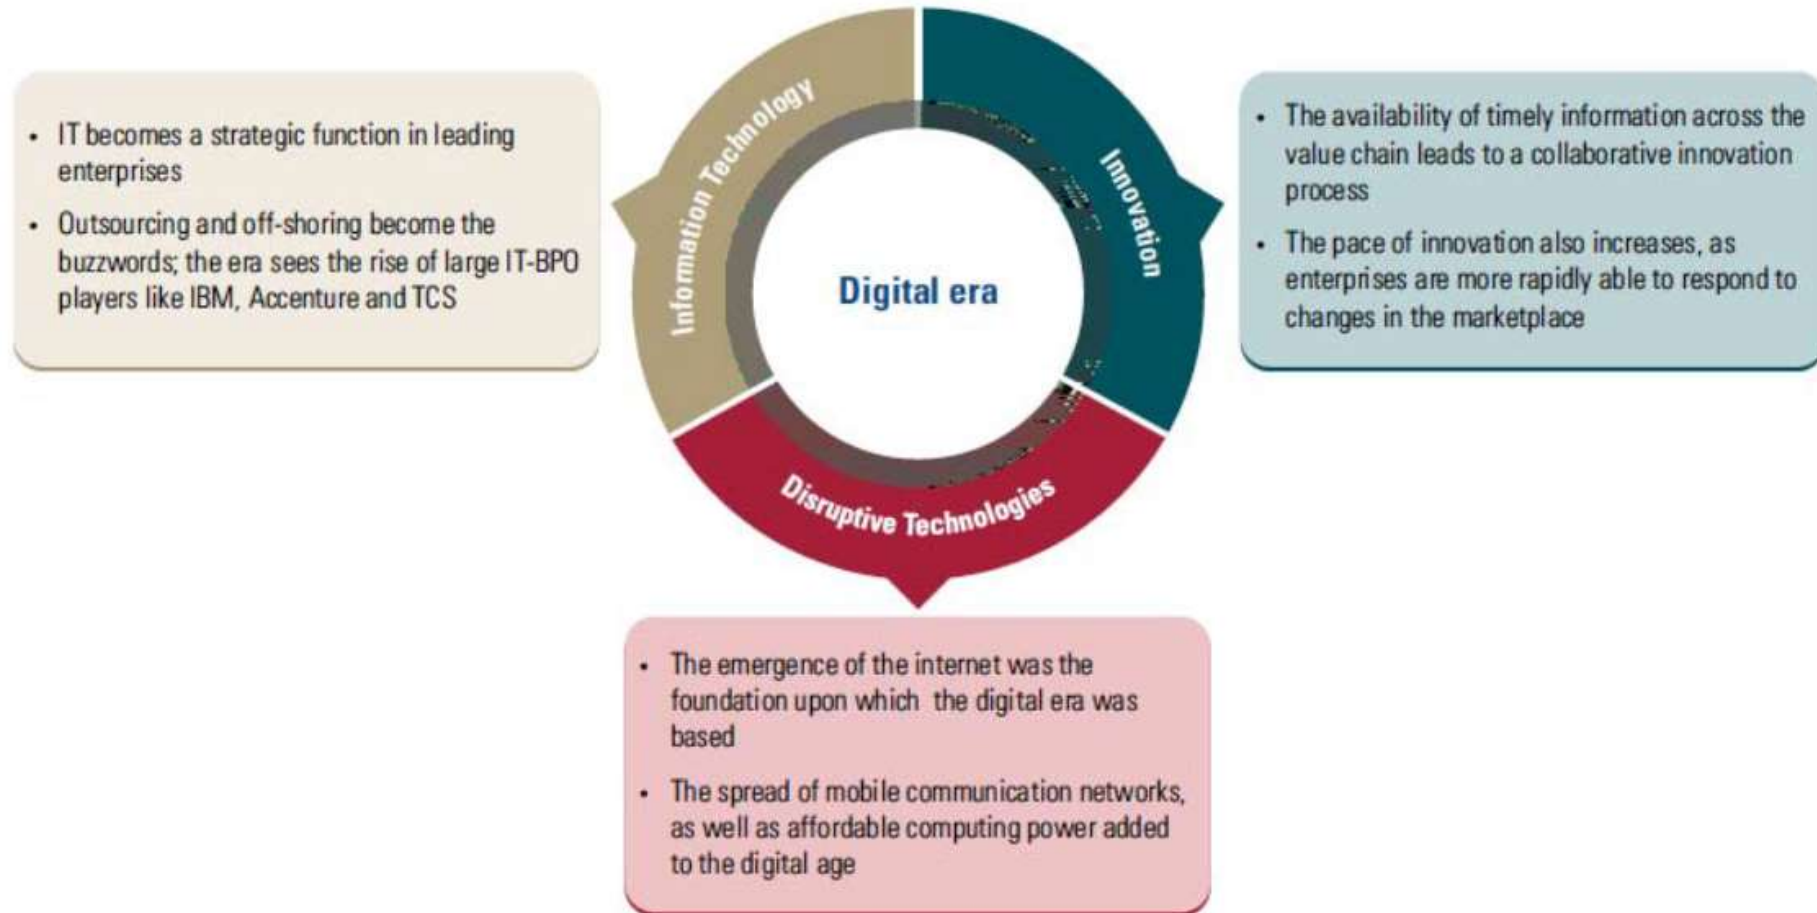 Information Technology
Innovation
Digital era
Disruptive Technologies
• IT becomes a strategic function in leading
enterprises
• Outsourcing and off-shoring become the
buzzwords; the era sees the rise of large IT-BPO
players like IBM, Accenture and TCS
• The availability of timely information across the
value chain leads to a collaborative innovation
process
• The pace of innovation also increases, as
enterprises are more rapidly able to respond to
changes in the marketplace
• The emergence of the internet was the
foundation upon which the digital era was
based
• The spread of mobile communication networks,
as well as affordable computing power added
to the digital age